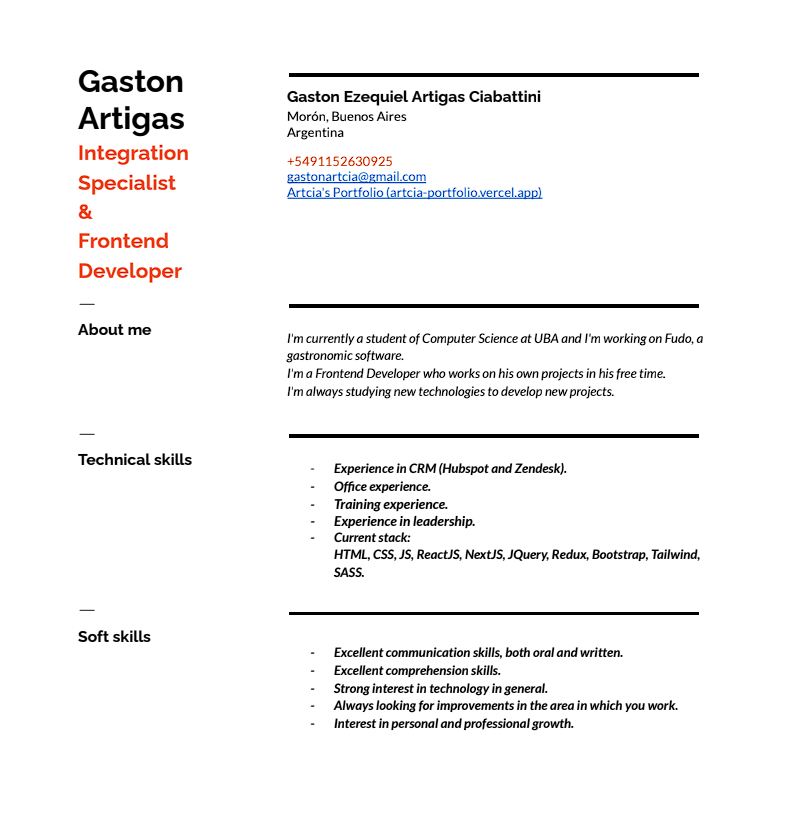 Gaston
Artigas
Integration
Specialist
&
Frontend
Developer
Gaston Ezequiel Artigas Ciabattini
Morón, Buenos Aires
Argentina
+5491152630925
gastonartcia@gmail.com
Artcia's Portfolio (artcia-portfolio.vercel.app)
—
About me
I'm currently a student of Computer Science at UBA and I'm working on Fudo, a
gastronomic software.
I'm a Frontend Developer who works on his own projects in his free time.
I'm always studying new technologies to develop new projects.
—
Technical skills
- Experience in CRM (Hubspot and Zendesk).
- Office experience.
- Training experience.
- Experience in leadership.
- Current stack:
HTML, CSS, JS, ReactJS, NextJS, JQuery, Redux, Bootstrap, Tailwind,
SASS.
—
Soft skills
- Excellent communication skills, both oral and written.
- Excellent comprehension skills.
- Strong interest in technology in general.
- Always looking for improvements in the area in which you work.
- Interest in personal and professional growth.